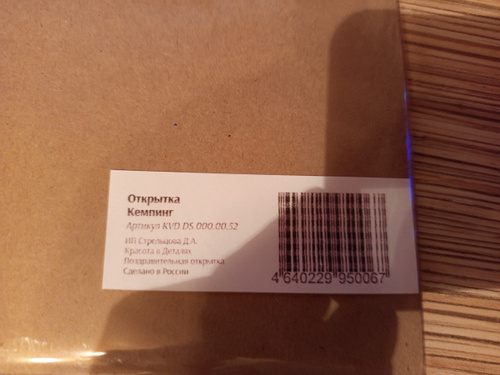 Открытка
Кемпинг
Артикул KVD.DS.000.00.52
ИП Стрельцова Д.А.
Красота в Деталях
Поздравительная открытка
Сделано в России
4 640229 950067